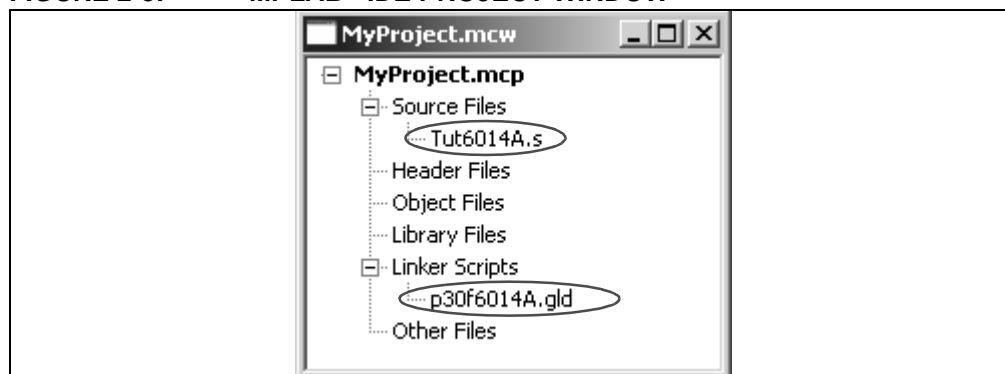 MyProject.mcw
MyProject.mcp
Source Files
Tut6014A.s
Header Files
Object Files
Library Files
Linker Scripts
p30f6014A.gld
Other Files